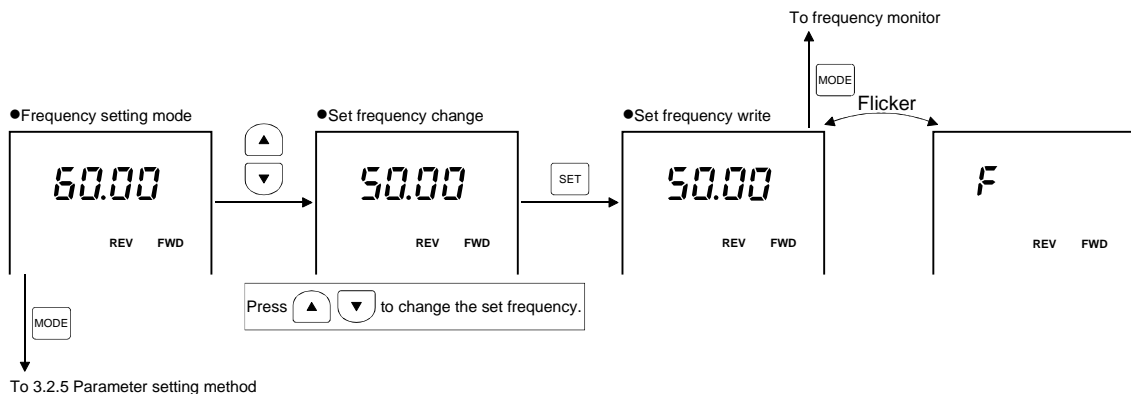 To frequency monitor
MODE
Flicker
●Frequency setting mode
●Set frequency change
●Set frequency write
▲
▼
60.00
50.00
SET
50.00
F
REV FWD
REV FWD
REV FWD
REV FWD
Press ▲ ▼ to change the set frequency.
MODE
To 3.2.5 Parameter setting method